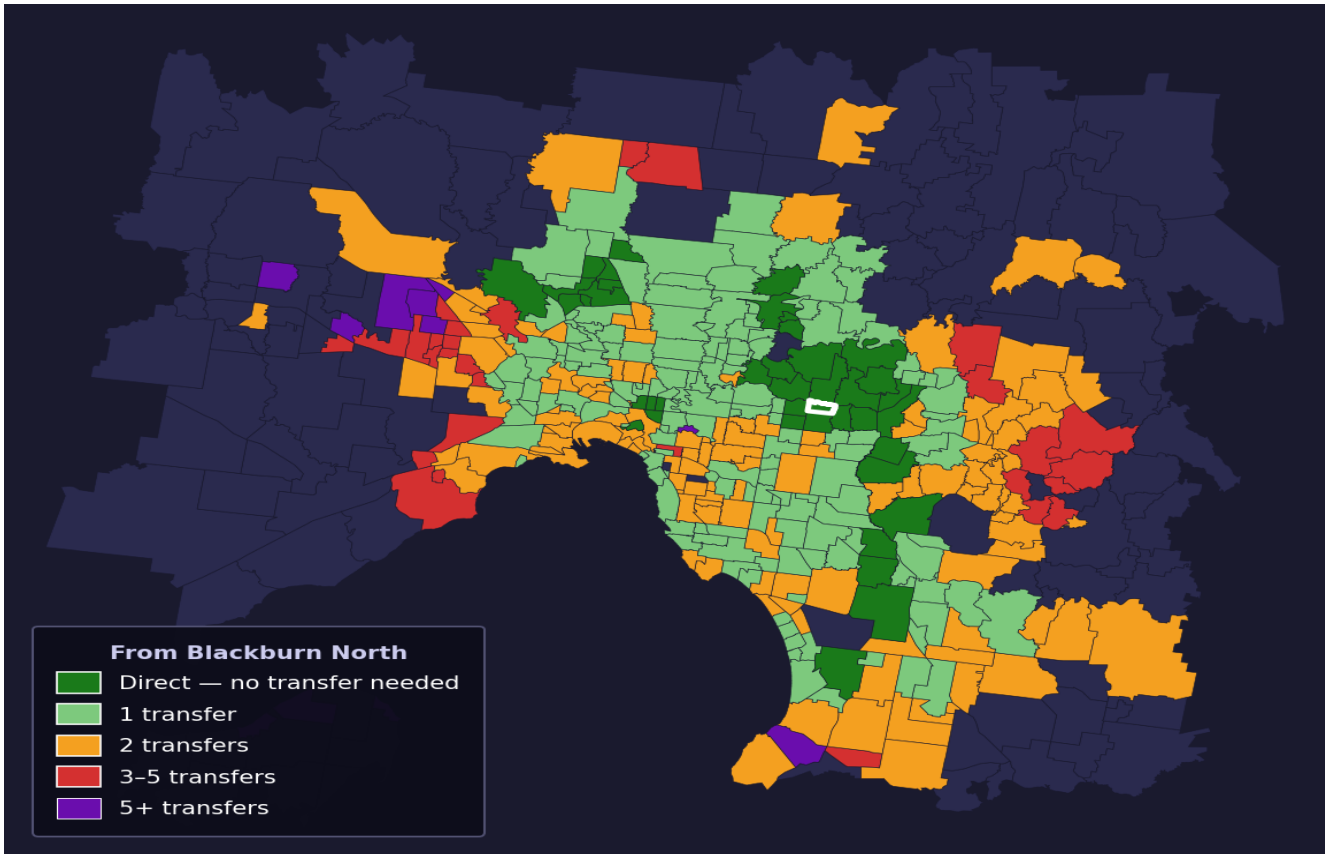 From Blackburn North
Direct — no transfer needed
1 transfer
2 transfers
3–5 transfers
5+ transfers